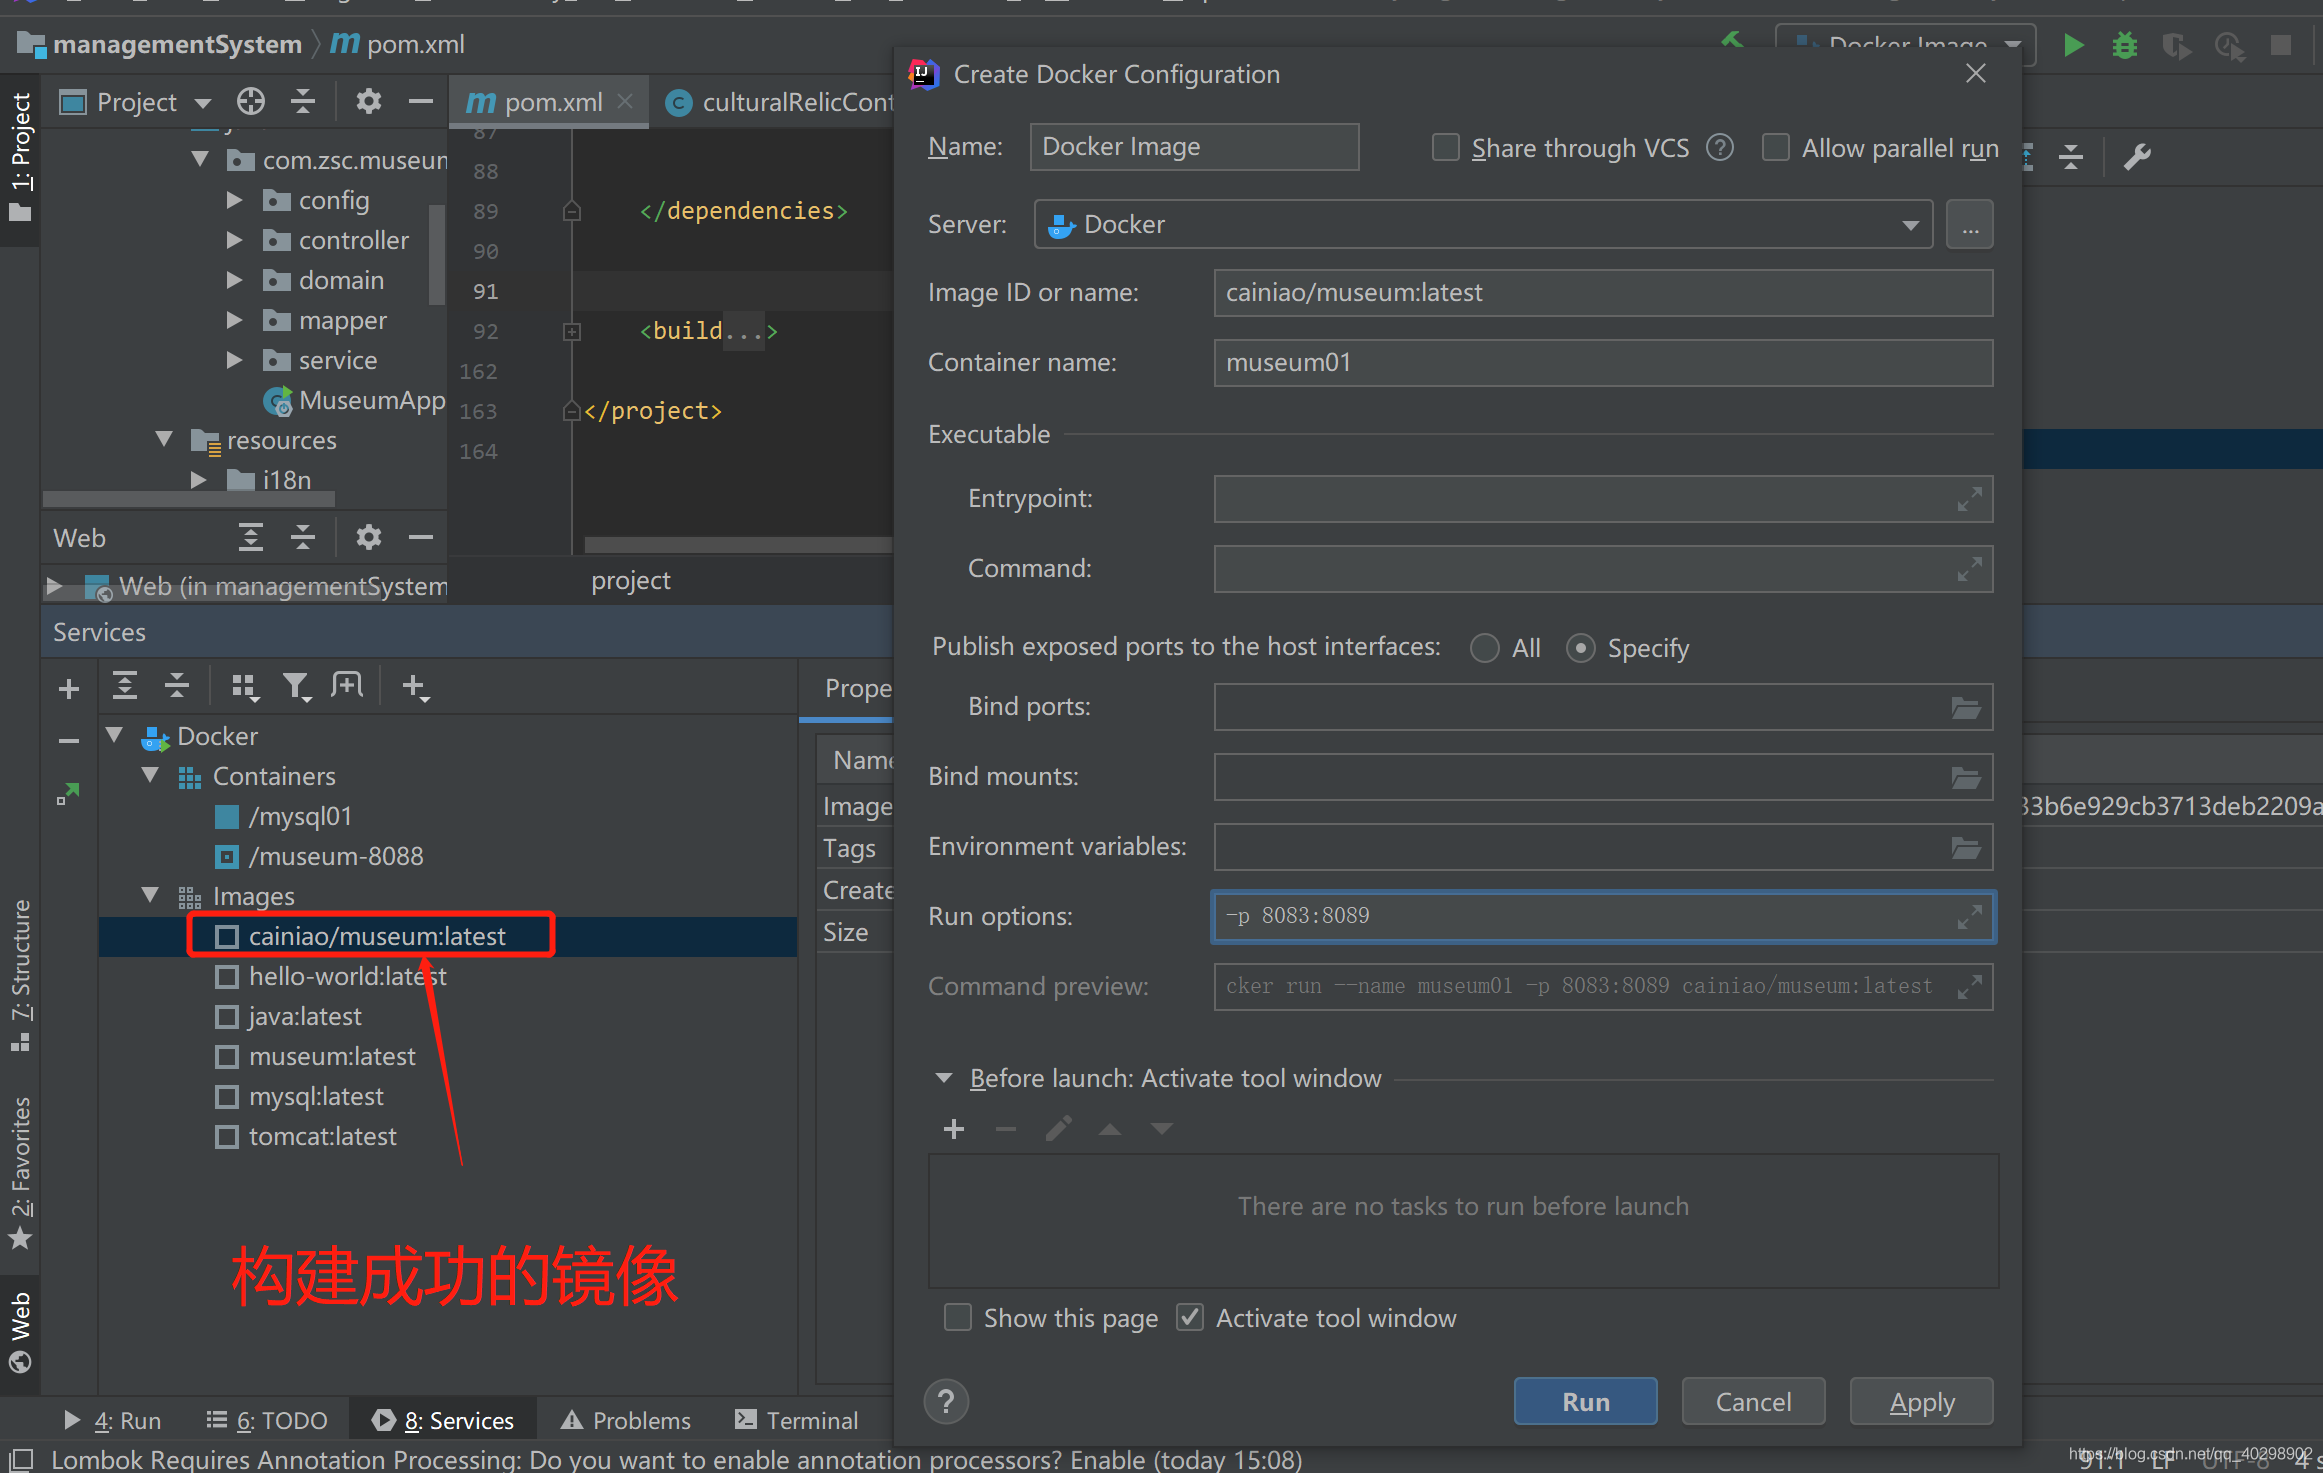 managementSystem
pom.xml
Docker Image
1: Project
Project
pom.xml
culturalRelicCont
com.zsc.museum
config
controller
domain
mapper
service
MuseumApp
resources
i18n
87
88
89 </dependencies>
90
91
92 <build...>
162
163 </project>
164
project
Web
Web (in managementSystem
Services
Docker
Containers
/mysql01
/museum-8088
Images
cainiao/museum:latest
hello-world:latest
java:latest
museum:latest
mysql:latest
tomcat:latest
构建成功的镜像
Prope
Name
Image
Tags
Create
Size
33b6e929cb3713deb2209a
Create Docker Configuration
Name: Docker Image
Share through VCS
Allow parallel run
Server: Docker
...
Image ID or name: cainiao/museum:latest
Container name: museum01
Executable
Entrypoint:
Command:
Publish exposed ports to the host interfaces: All Specify
Bind ports:
Bind mounts:
Environment variables:
Run options: -p 8083:8089
Command preview: cker run --name museum01 -p 8083:8089 cainiao/museum:latest
Before launch: Activate tool window
There are no tasks to run before launch
Show this page
Activate tool window
?
Run
Cancel
Apply
7: Structure
2: Favorites
Web
4: Run
6: TODO
8: Services
Problems
Terminal
Lombok Requires Annotation Processing: Do you want to enable annotation processors? Enable (today 15:08)
91:1 LF UTF-8 4 s
https://blog.csdn.net/qq_40298902